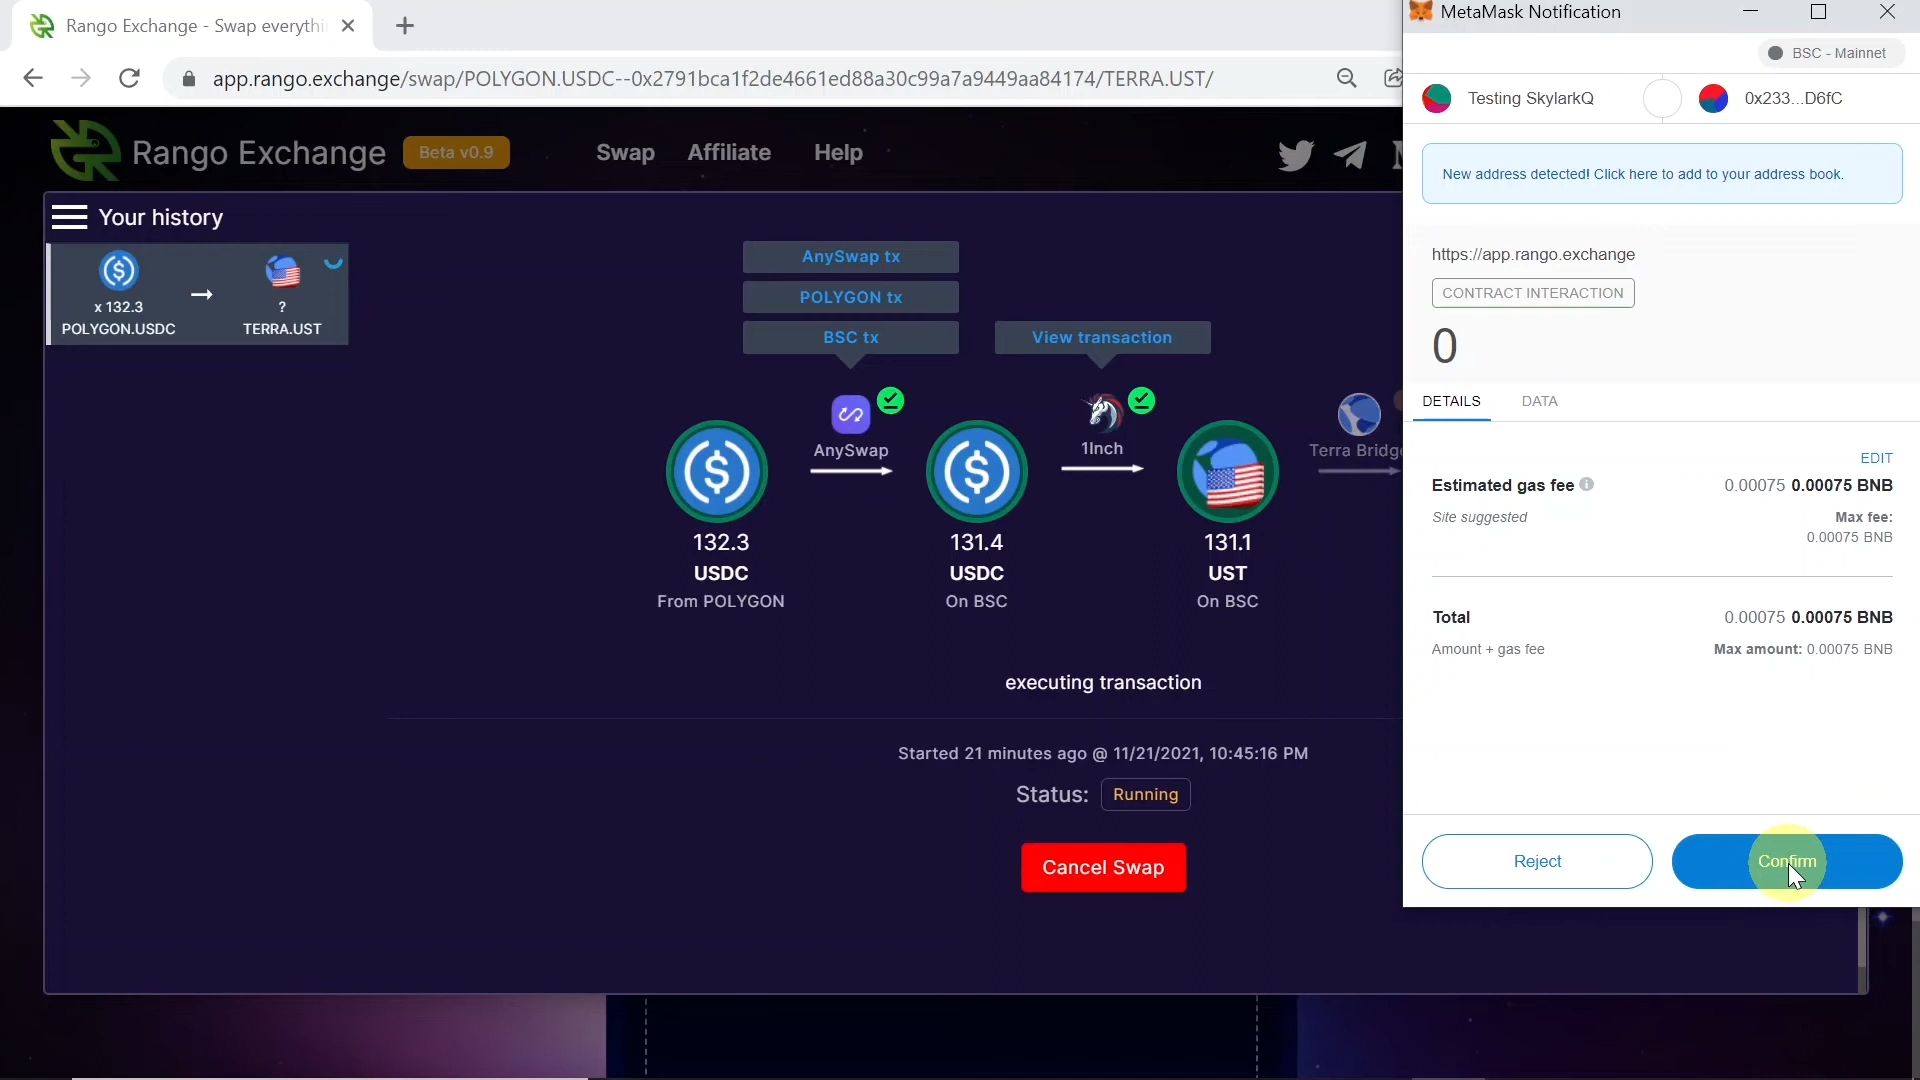 Rango Exchange - Swap everythi
app.rango.exchange/swap/POLYGON.USDC--0x2791bca1f2de4661ed88a30c99a7a9449aa84174/TERRA.UST/
Rango Exchange
Beta v0.9
Swap
Affiliate
Help
Your history
x 132.3
POLYGON.USDC
?
TERRA.UST
AnySwap tx
POLYGON tx
BSC tx
View transaction
AnySwap
1Inch
Terra Bridg
132.3
USDC
From POLYGON
131.4
USDC
On BSC
131.1
UST
On BSC
executing transaction
Started 21 minutes ago @ 11/21/2021, 10:45:16 PM
Status: Running
Cancel Swap
MetaMask Notification
BSC - Mainnet
Testing SkylarkQ
0x233...D6fC
New address detected! Click here to add to your address book.
https://app.rango.exchange
CONTRACT INTERACTION
0
DETAILS
DATA
EDIT
Estimated gas fee
0.00075 0.00075 BNB
Site suggested
Max fee:
0.00075 BNB
Total
0.00075 0.00075 BNB
Amount + gas fee
Max amount: 0.00075 BNB
Reject
Confirm